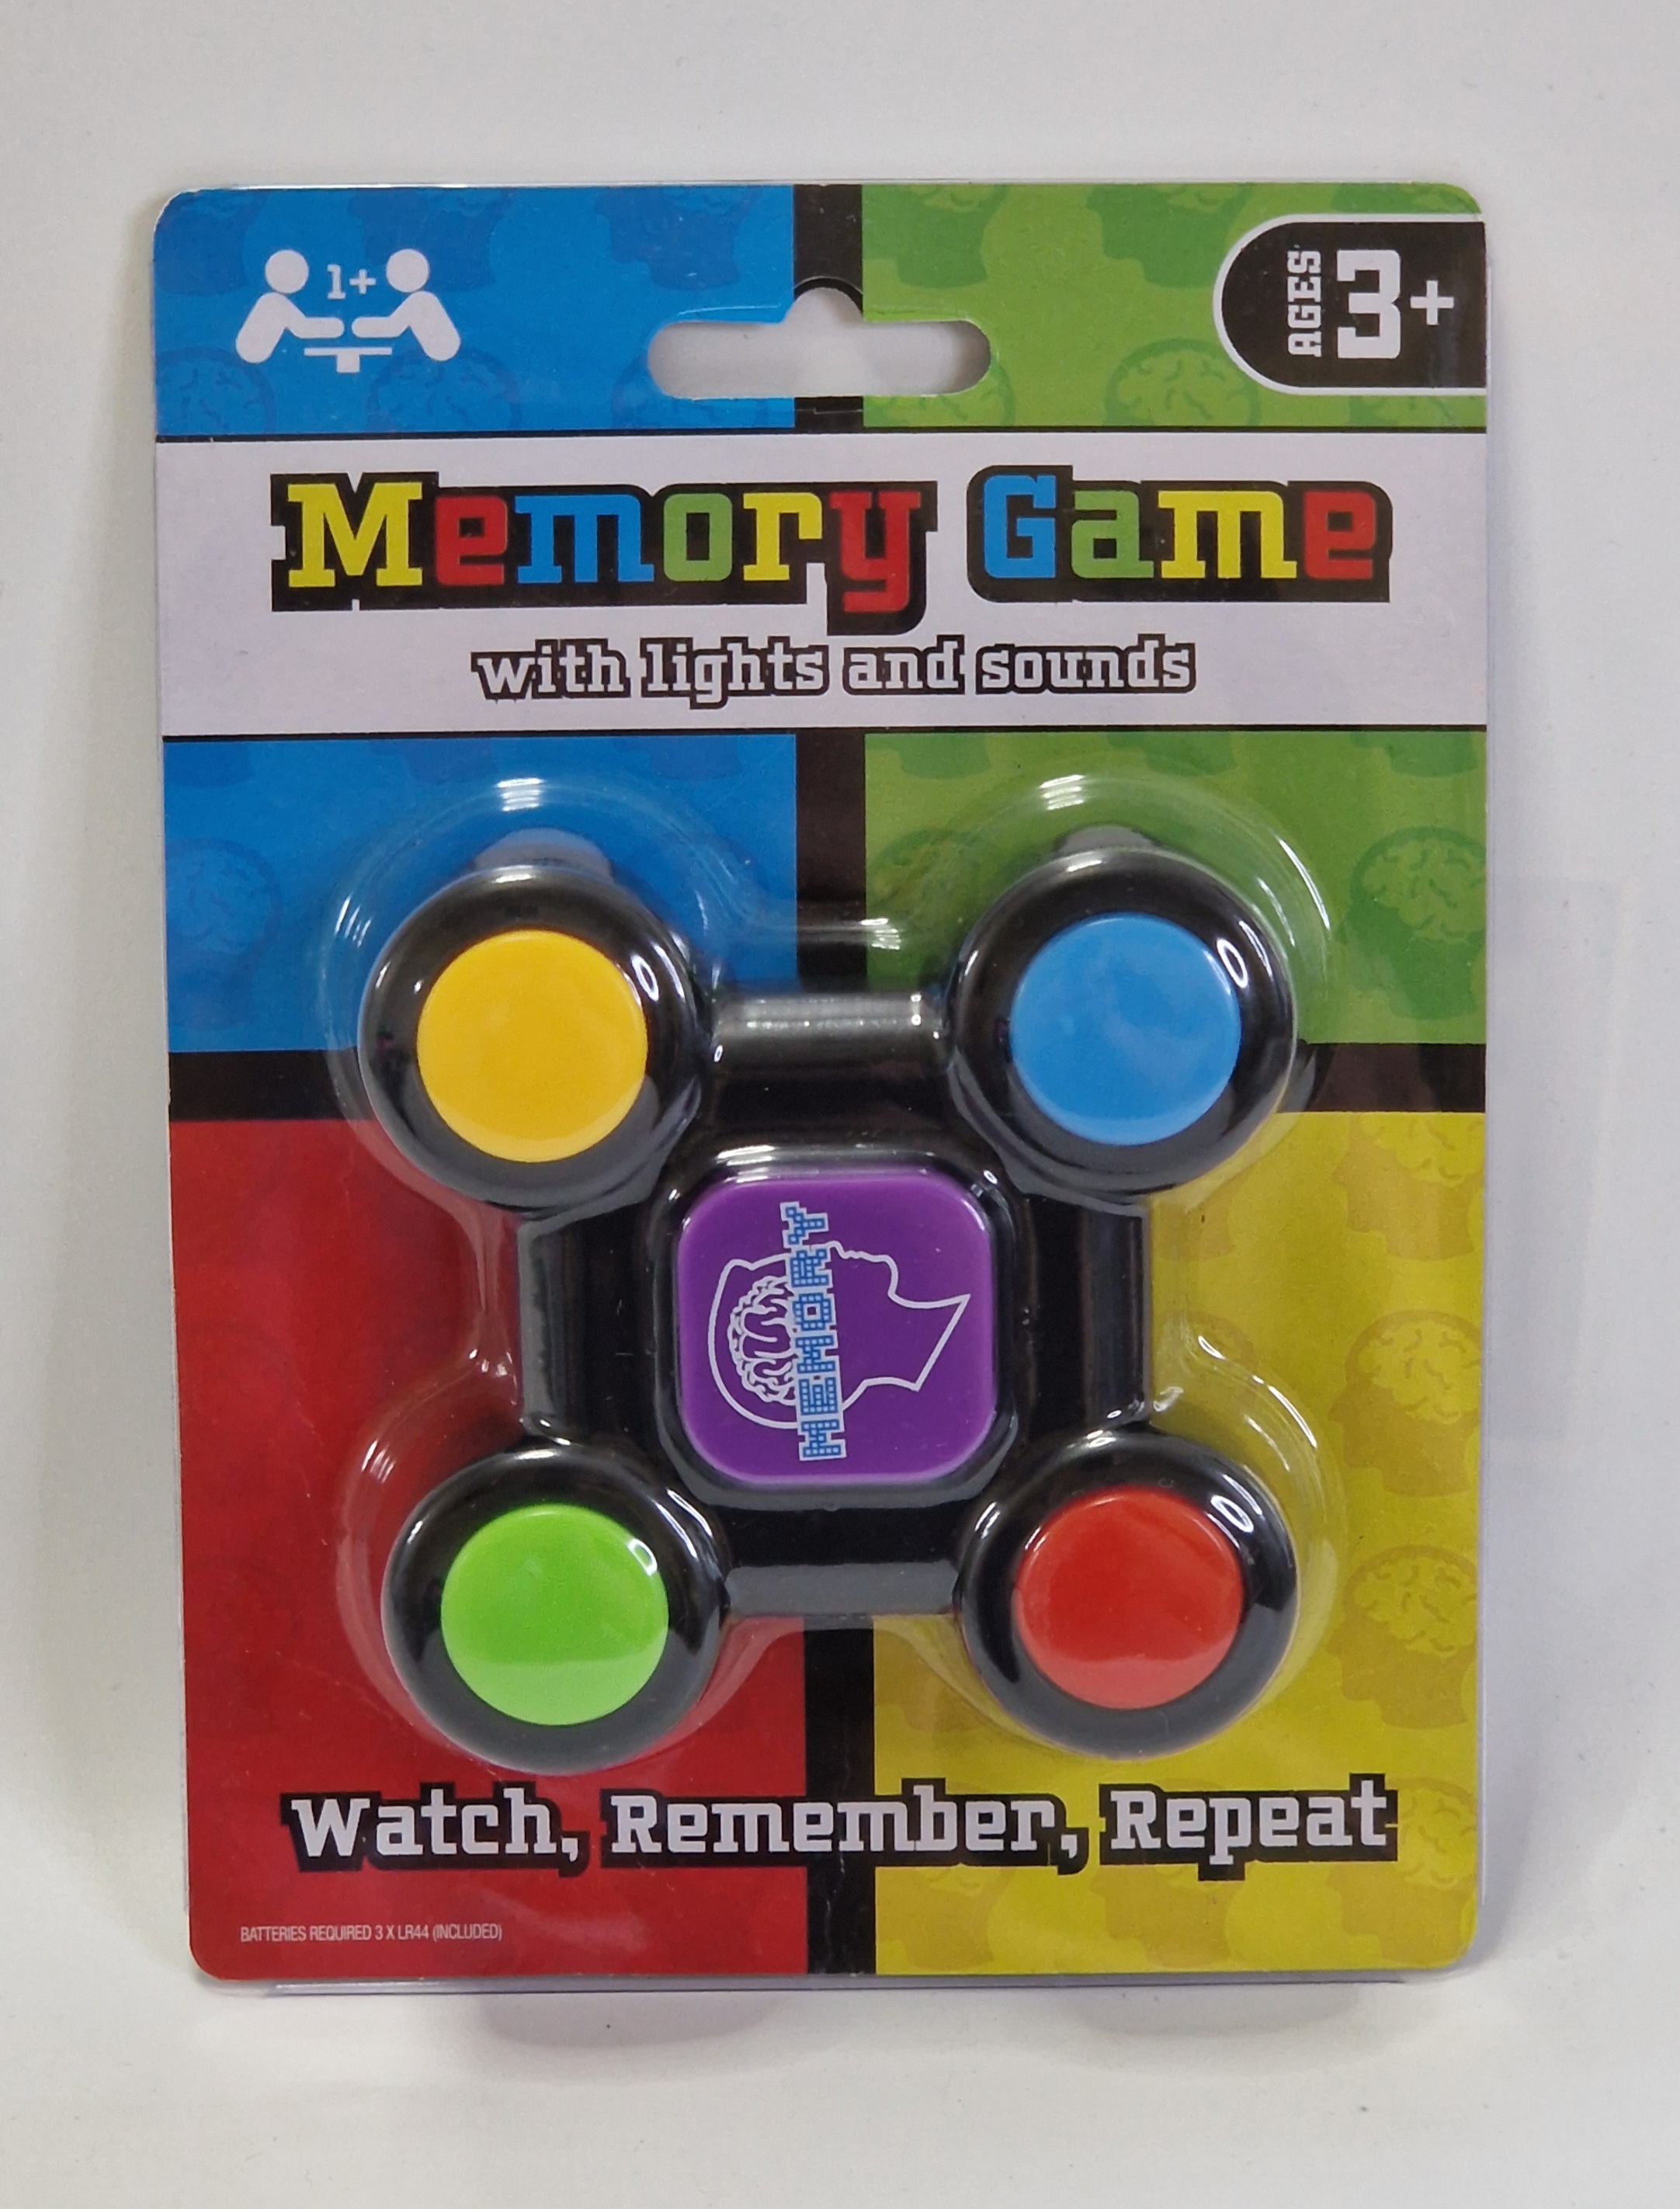 1+
AGES
3+
Memory Game
with lights and sounds
MEMORY
Watch, Remember, Repeat
BATTERIES REQUIRED 3 X LR44 (INCLUDED)